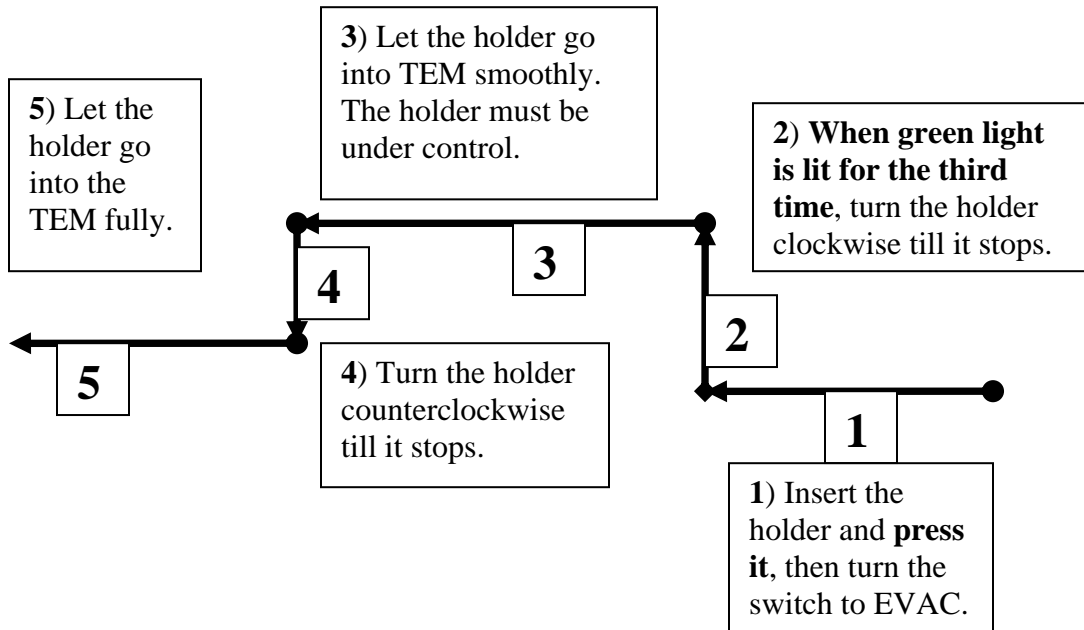 3) Let the holder go
into TEM smoothly.
The holder must be
under control.
5) Let the
holder go
into the
TEM fully.
2) When green light
is lit for the third
time, turn the holder
clockwise till it stops.
3
4
2
5
4) Turn the holder
counterclockwise
till it stops.
1
1) Insert the
holder and press
it, then turn the
switch to EVAC.